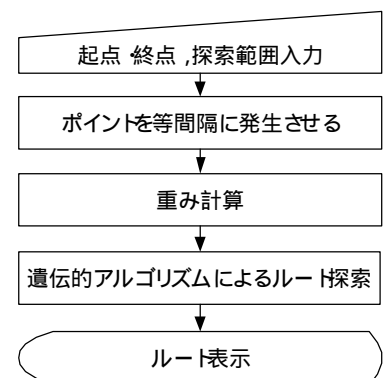 起点・終点,探索範囲入力
ポイントを等間隔に発生させる
重み計算
遺伝的アルゴリズムによるルート探索
ルート表示